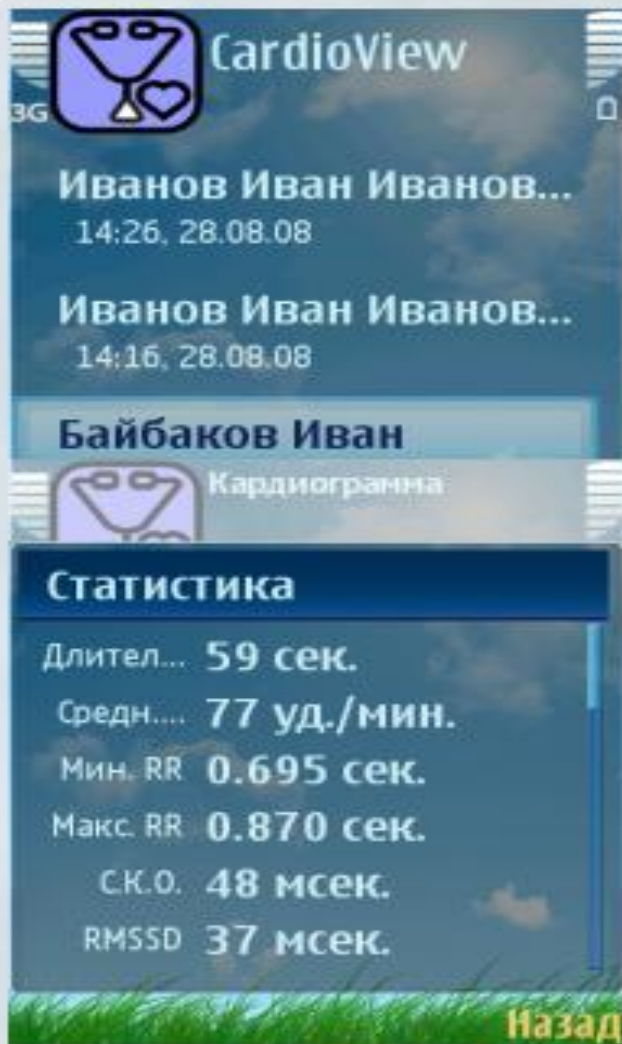 CardioView
3G
Иванов Иван Иванов...
14:26, 28.08.08
Иванов Иван Иванов...
14:16, 28.08.08
Байбаков Иван
Кардиограмма
Статистика
Длител... 59 сек.
Средн.... 77 уд./мин.
Мин. RR 0.695 сек.
Макс. RR 0.870 сек.
С.К.О. 48 мсек.
RMSSD 37 мсек.
Назад